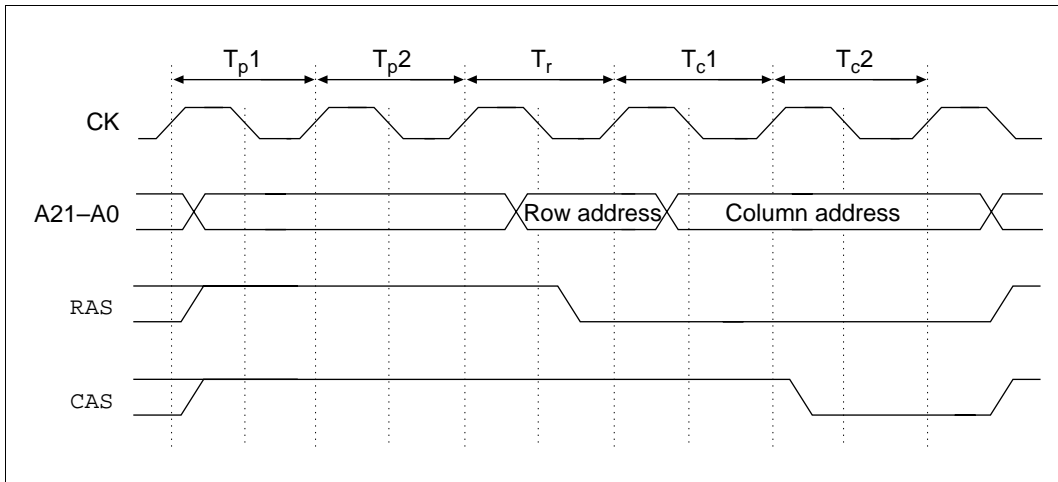 Tp1 Tp2 Tr Tc1 Tc2
CK
A21–A0 Row address Column address
RAS
CAS